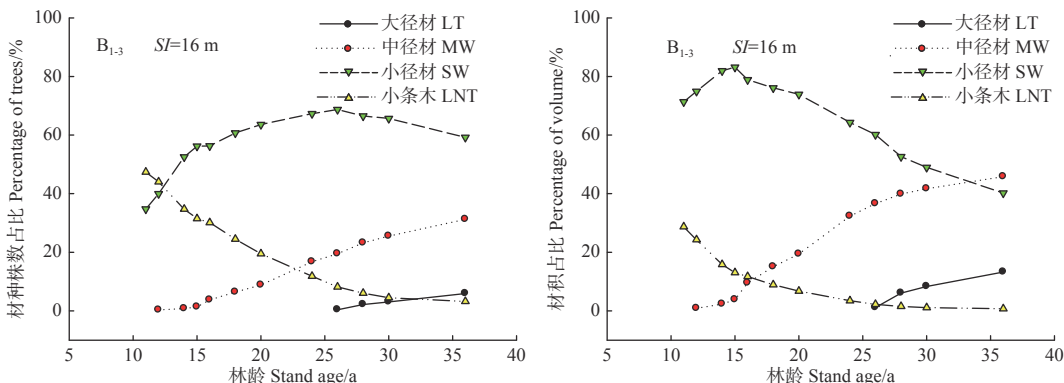 100
80
60
40
20
0
材种株数占比 Percentage of trees/%
B1-3 SI=16 m
大径材 LT
中径材 MW
小径材 SW
小条木 LNT
5 10 15 20 25 30 35 40
林龄 Stand age/a
100
80
60
40
20
0
材积占比 Percentage of volume/%
B1-3 SI=16 m
大径材 LT
中径材 MW
小径材 SW
小条木 LNT
5 10 15 20 25 30 35 40
林龄 Stand age/a